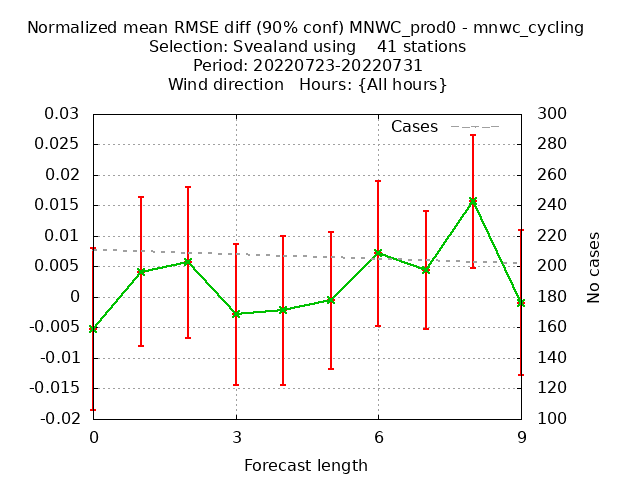 Normalized mean RMSE diff (90% conf) MNWC_prod0 - mnwc_cycling
Selection: Svealand using    41 stations
Period: 20220723-20220731
Wind direction   Hours: {All hours}
0.03 300
Cases
0.025 280
0.02 260
0.015 240
0.01 220
0.005 200
0 180
-0.005 160
-0.01 140
-0.015 120
-0.02 100
No cases
0 3 6 9
Forecast length